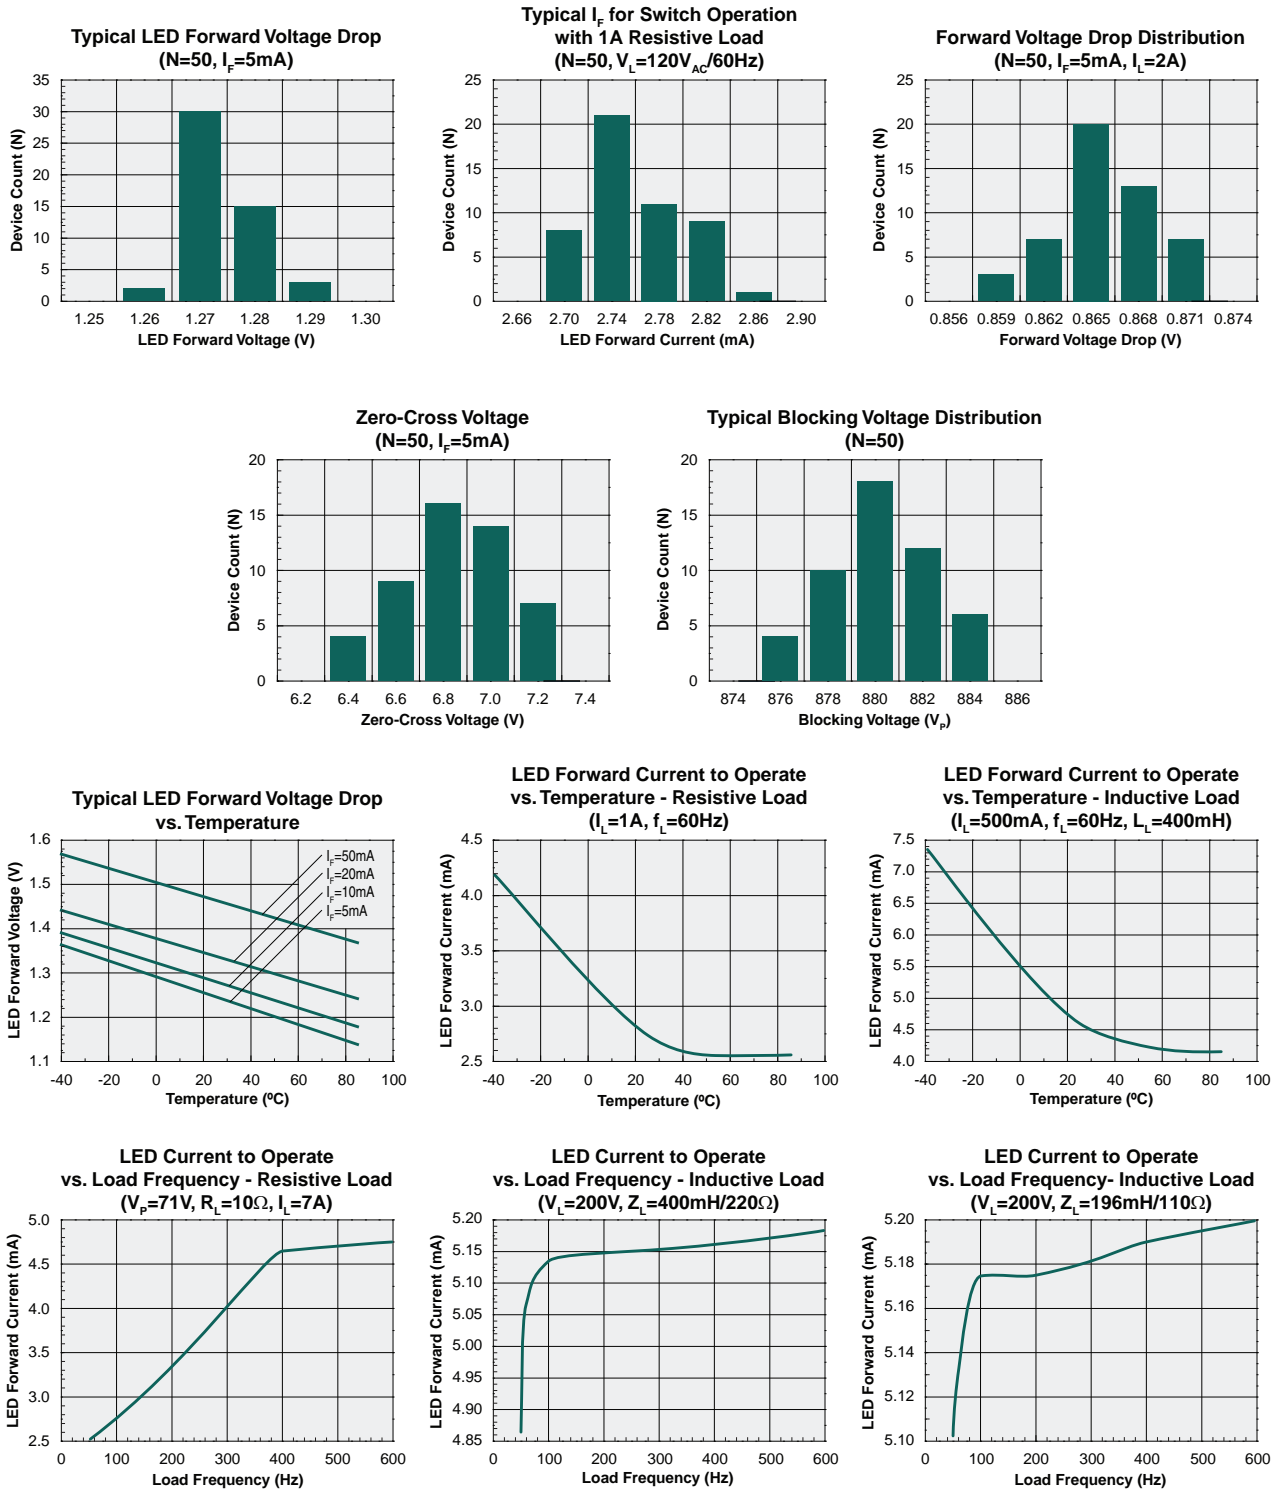 Typical LED Forward Voltage Drop
(N=50, IF=5mA)
35
30
25
20
15
10
5
0
Device Count (N)
1.25 1.26 1.27 1.28 1.29 1.30
LED Forward Voltage (V)
Typical IF for Switch Operation
with 1A Resistive Load
(N=50, VL=120VAC/60Hz)
25
20
15
10
5
0
Device Count (N)
2.66 2.70 2.74 2.78 2.82 2.86 2.90
LED Forward Current (mA)
Forward Voltage Drop Distribution
(N=50, IF=5mA, IL=2A)
25
20
15
10
5
0
Device Count (N)
0.856 0.859 0.862 0.865 0.868 0.871 0.874
Forward Voltage Drop (V)
Zero-Cross Voltage
(N=50, IF=5mA)
20
15
10
5
0
Device Count (N)
6.2 6.4 6.6 6.8 7.0 7.2 7.4
Zero-Cross Voltage (V)
Typical Blocking Voltage Distribution
(N=50)
20
15
10
5
0
Device Count (N)
874 876 878 880 882 884 886
Blocking Voltage (VP)
Typical LED Forward Voltage Drop
vs. Temperature
1.6
1.5
1.4
1.3
1.2
1.1
LED Forward Voltage (V)
IF=50mA
IF=20mA
IF=10mA
IF=5mA
-40 -20 0 20 40 60 80 100
Temperature (ºC)
LED Forward Current to Operate
vs. Temperature - Resistive Load
(IL=1A, fL=60Hz)
4.5
4.0
3.5
3.0
2.5
LED Forward Current (mA)
-40 -20 0 20 40 60 80 100
Temperature (ºC)
LED Forward Current to Operate
vs. Temperature - Inductive Load
(IL=500mA, fL=60Hz, LL=400mH)
7.5
7.0
6.5
6.0
5.5
5.0
4.5
4.0
LED Forward Current (mA)
-40 -20 0 20 40 60 80 100
Temperature (ºC)
LED Current to Operate
vs. Load Frequency - Resistive Load
(VP=71V, RL=10Ω, IL=7A)
5.0
4.5
4.0
3.5
3.0
2.5
LED Forward Current (mA)
0 100 200 300 400 500 600
Load Frequency (Hz)
LED Current to Operate
vs. Load Frequency - Inductive Load
(VL=200V, ZL=400mH/220Ω)
5.20
5.15
5.10
5.05
5.00
4.95
4.90
4.85
LED Forward Current (mA)
0 100 200 300 400 500 600
Load Frequency (Hz)
LED Current to Operate
vs. Load Frequency- Inductive Load
(VL=200V, ZL=196mH/110Ω)
5.20
5.18
5.16
5.14
5.12
5.10
LED Forward Current (mA)
0 100 200 300 400 500 600
Load Frequency (Hz)